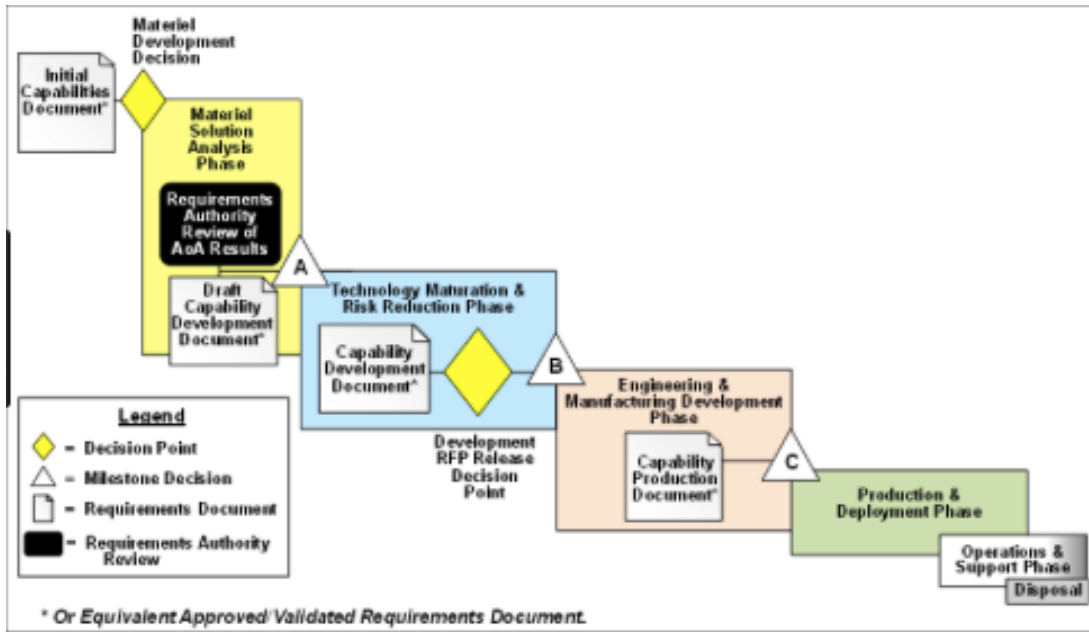 Materiel
Development
Decision
Initial
Capabilities
Document*
Materiel
Solution
Analysis
Phase
Requirements
Authority
Review of
AoA Results
A
Draft
Capability
Development
Document*
Technology Maturation &
Risk Reduction Phase
Capability
Development
Document*
B
Development
RFP Release
Decision
Point
Engineering &
Manufacturing Development
Phase
Capability
Production
Document*
C
Production &
Deployment Phase
Operations &
Support Phase
Disposal
Legend
= Decision Point
= Milestone Decision
= Requirements Document
= Requirements Authority
Review
* Or Equivalent Approved/Validated Requirements Document.